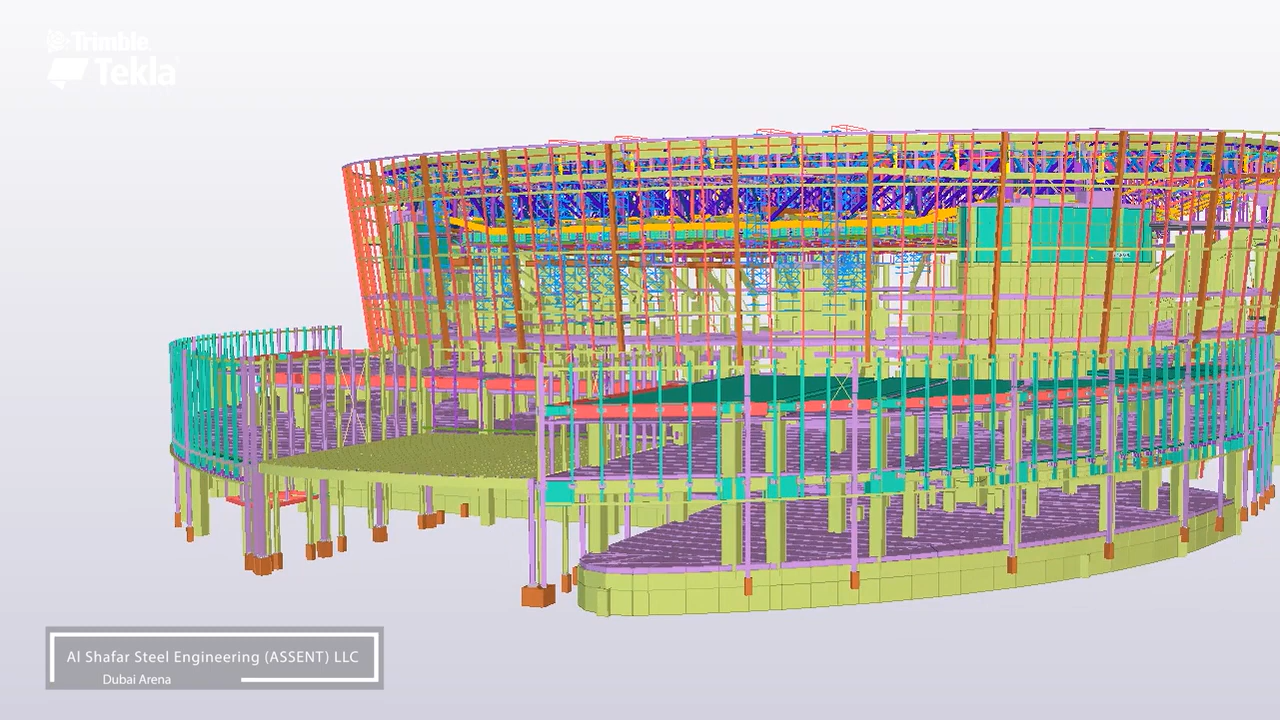 Trimble
Tekla
Al Shafar Steel Engineering (ASSENT) LLC
Dubai Arena